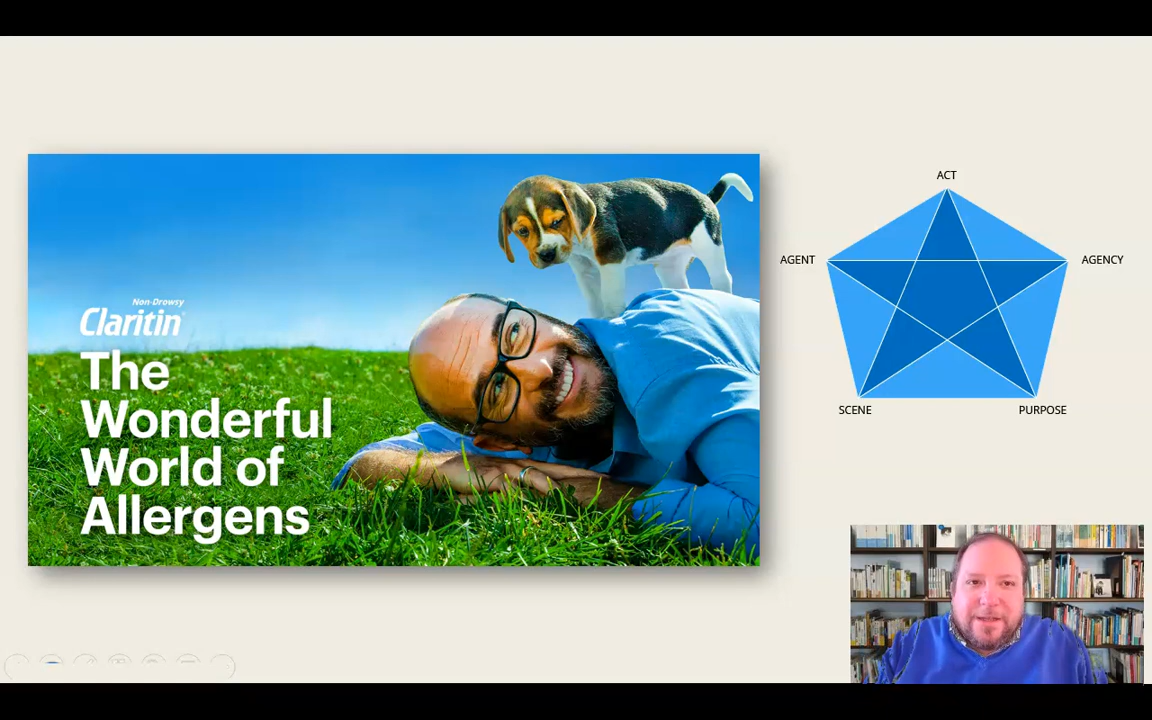 Non-Drowsy
Claritin
The
Wonderful
World of
Allergens
ACT
AGENT
AGENCY
SCENE
PURPOSE